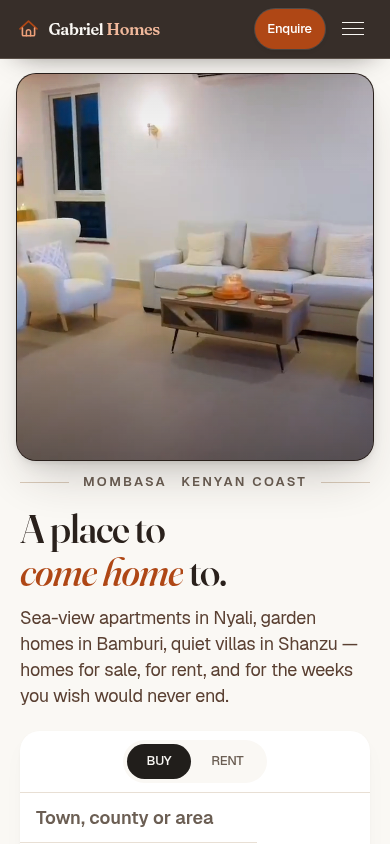 Gabriel Homes
Enquire
MOMBASA KENYAN COAST
A place to
come home to.
Sea-view apartments in Nyali, garden
homes in Bamburi, quiet villas in Shanzu —
homes for sale, for rent, and for the weeks
you wish would never end.
BUY RENT
Town, county or area